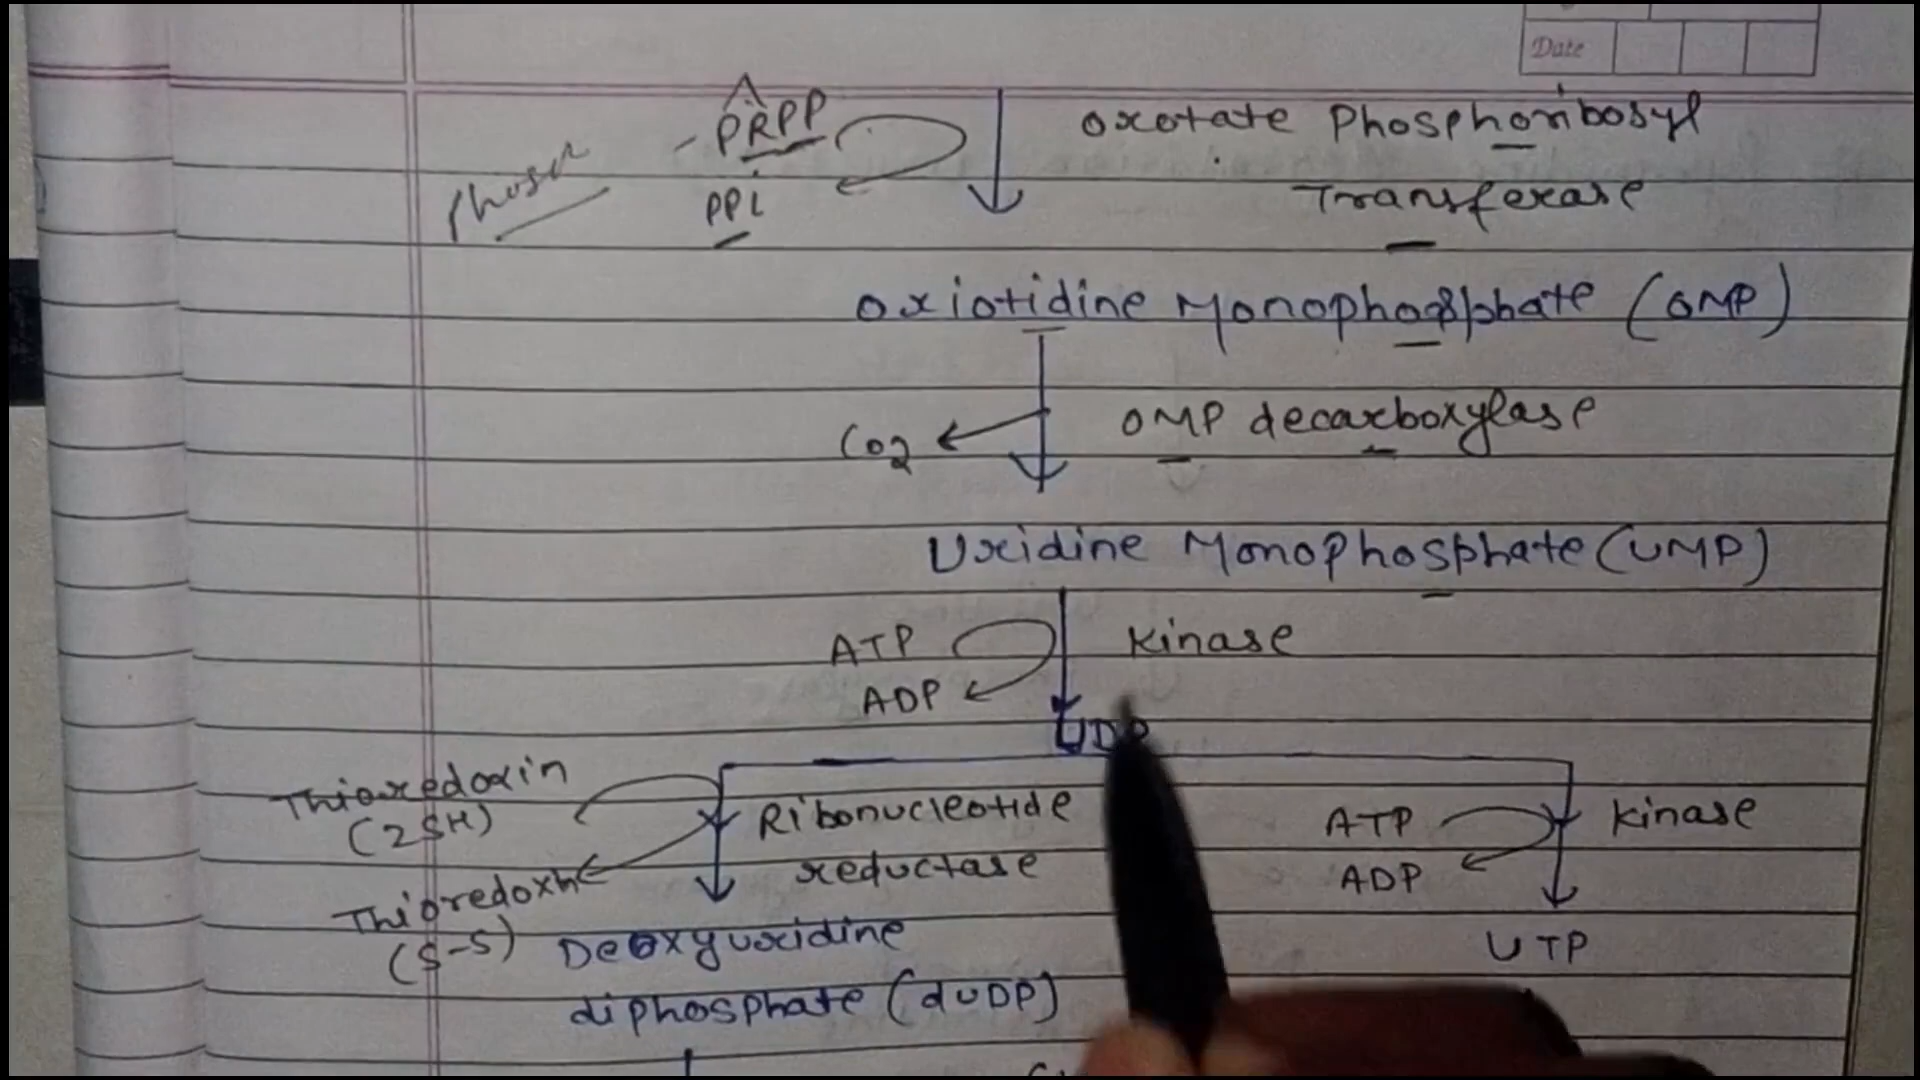 Date
PRPP
Oxotate Phosphoribosyl
Phosph
PPi
Transferase
Oxiotidine Monophosphate (OMP)
CO2
OMP decarboxylase
Uridine Monophosphate (UMP)
ATP
Kinase
ADP
UDP
Thioredoxin
(2SH)
Ribonucleotide
reductase
ATP
Kinase
ADP
Thioredoxin
(S-S)
Deoxyuridine
diphosphate (dUDP)
UTP